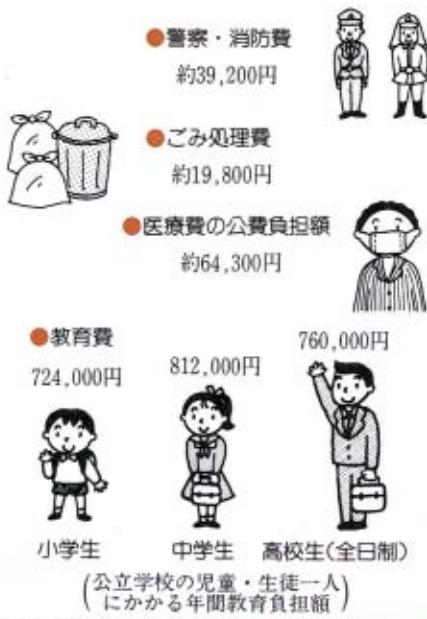 ●警察・消防費
約39,200円
●ごみ処理費
約19,800円
●医療費の公費負担額
約64,300円
●教育費
724,000円
812,000円
760,000円
小学生
中学生
高校生(全日制)
(公立学校の児童・生徒一人
にかかる年間教育負担額)